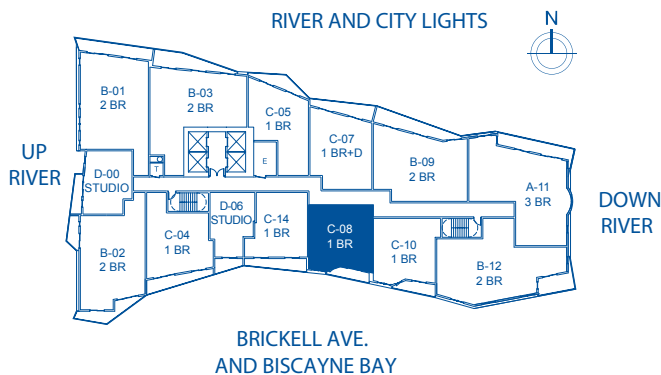 RIVER AND CITY LIGHTS
N
B-01
2 BR
B-03
2 BR
C-05
1 BR
C-07
1 BR+D
B-09
2 BR
A-11
3 BR
UP
RIVER
D-00
STUDIO
T
E
DOWN
RIVER
B-02
2 BR
C-04
1 BR
D-06
STUDIO
C-14
1 BR
C-08
1 BR
C-10
1 BR
B-12
2 BR
BRICKELL AVE.
AND BISCAYNE BAY